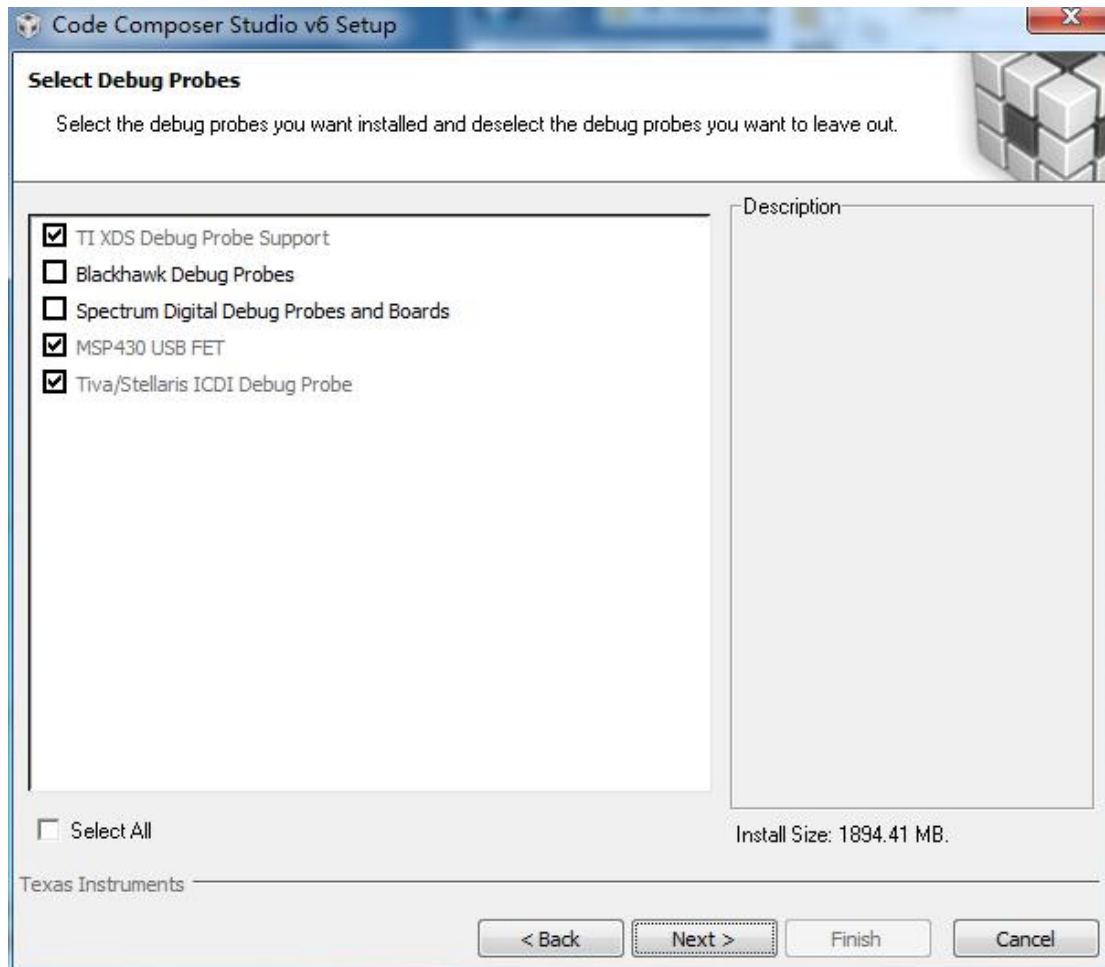 Code Composer Studio v6 Setup
Select Debug Probes
Select the debug probes you want installed and deselect the debug probes you want to leave out.
Description
TI XDS Debug Probe Support
Blackhawk Debug Probes
Spectrum Digital Debug Probes and Boards
MSP430 USB FET
Tiva/Stellaris ICDI Debug Probe
Select All
Install Size: 1894.41 MB.
Texas Instruments
< Back Next > Finish Cancel